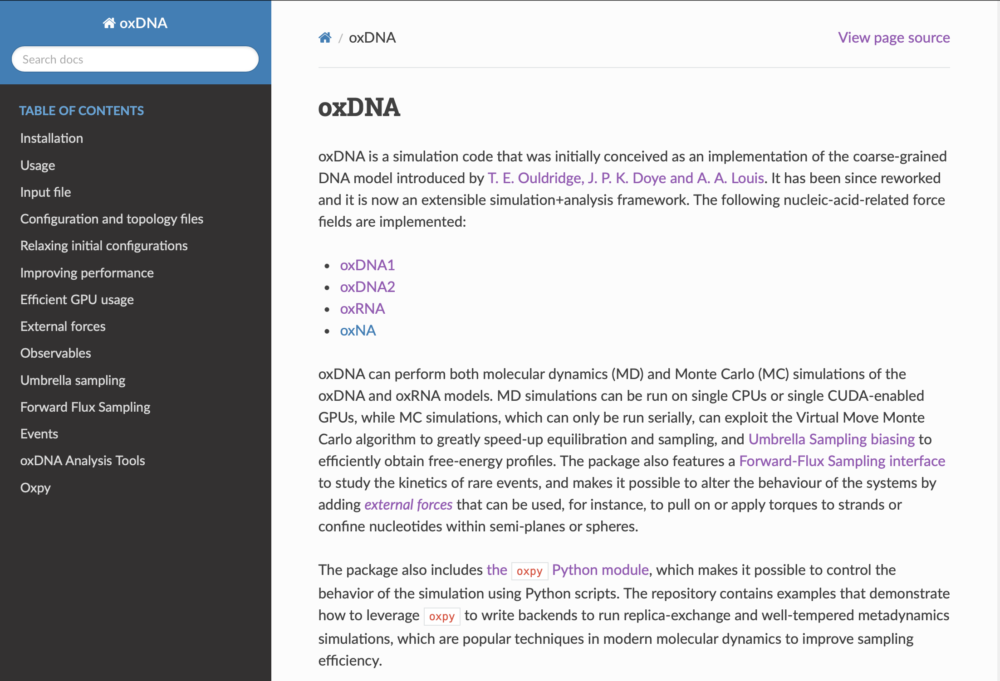 oxDNA
Search docs
TABLE OF CONTENTS
Installation
Usage
Input file
Configuration and topology files
Relaxing initial configurations
Improving performance
Efficient GPU usage
External forces
Observables
Umbrella sampling
Forward Flux Sampling
Events
oxDNA Analysis Tools
Oxpy
/ oxDNA
View page source
oxDNA
oxDNA is a simulation code that was initially conceived as an implementation of the coarse-grained
DNA model introduced by T. E. Ouldridge, J. P. K. Doye and A. A. Louis. It has been since reworked
and it is now an extensible simulation+analysis framework. The following nucleic-acid-related force
fields are implemented:
• oxDNA1
• oxDNA2
• oxRNA
• oxNA
oxDNA can perform both molecular dynamics (MD) and Monte Carlo (MC) simulations of the
oxDNA and oxRNA models. MD simulations can be run on single CPUs or single CUDA-enabled
GPUs, while MC simulations, which can only be run serially, can exploit the Virtual Move Monte
Carlo algorithm to greatly speed-up equilibration and sampling, and Umbrella Sampling biasing to
efficiently obtain free-energy profiles. The package also features a Forward-Flux Sampling interface
to study the kinetics of rare events, and makes it possible to alter the behaviour of the systems by
adding external forces that can be used, for instance, to pull on or apply torques to strands or
confine nucleotides within semi-planes or spheres.
The package also includes the oxpy Python module, which makes it possible to control the
behavior of the simulation using Python scripts. The repository contains examples that demonstrate
how to leverage oxpy to write backends to run replica-exchange and well-tempered metadynamics
simulations, which are popular techniques in modern molecular dynamics to improve sampling
efficiency.